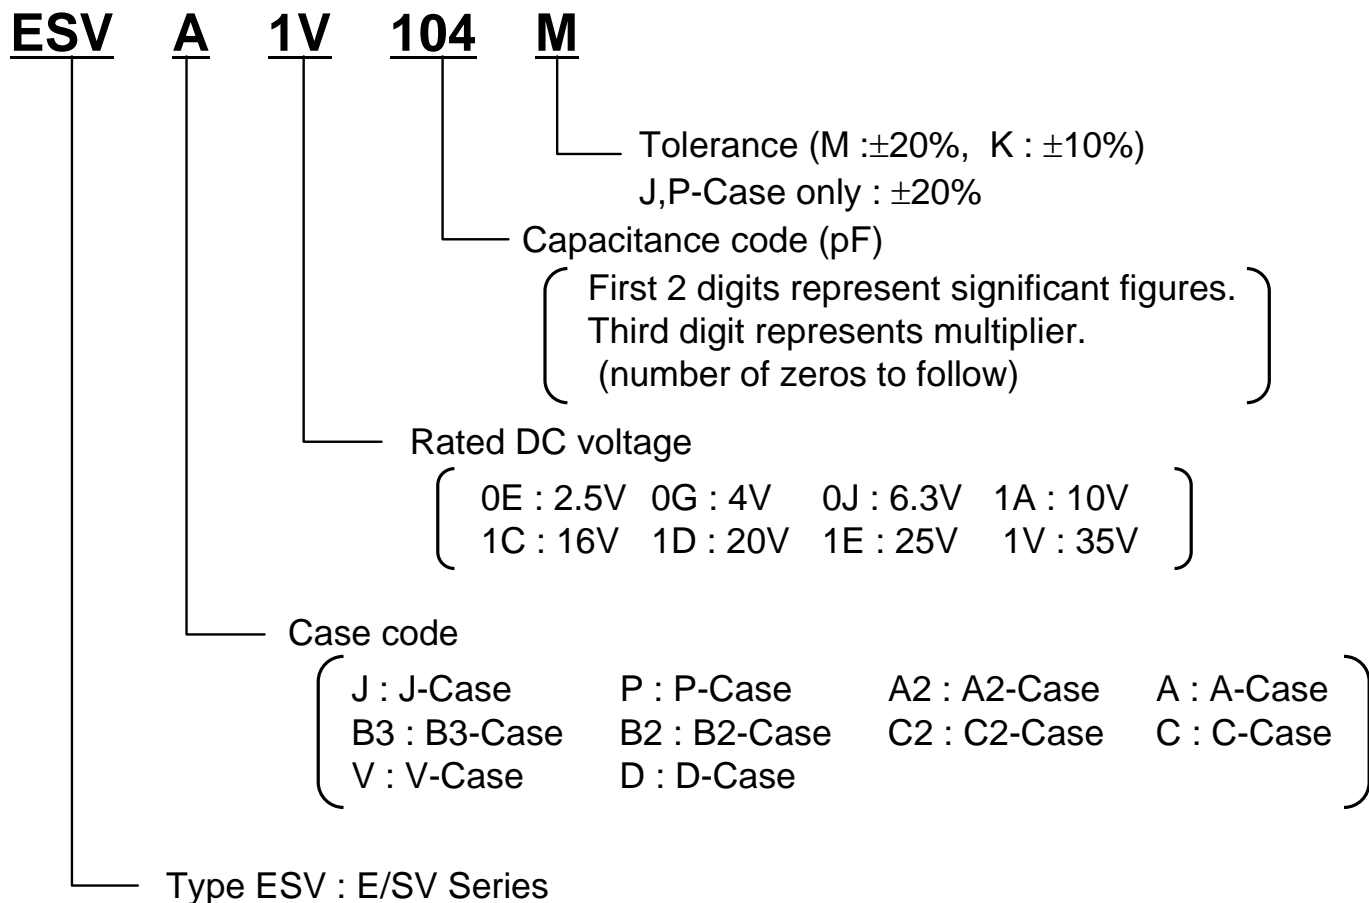 ESV A 1V 104 M
Tolerance (M :±20%, K : ±10%)
J,P-Case only : ±20%
Capacitance code (pF)
First 2 digits represent significant figures.
Third digit represents multiplier.
(number of zeros to follow)
Rated DC voltage
0E : 2.5V 0G : 4V 0J : 6.3V 1A : 10V
1C : 16V 1D : 20V 1E : 25V 1V : 35V
Case code
J : J-Case P : P-Case A2 : A2-Case A : A-Case
B3 : B3-Case B2 : B2-Case C2 : C2-Case C : C-Case
V : V-Case D : D-Case
Type ESV : E/SV Series